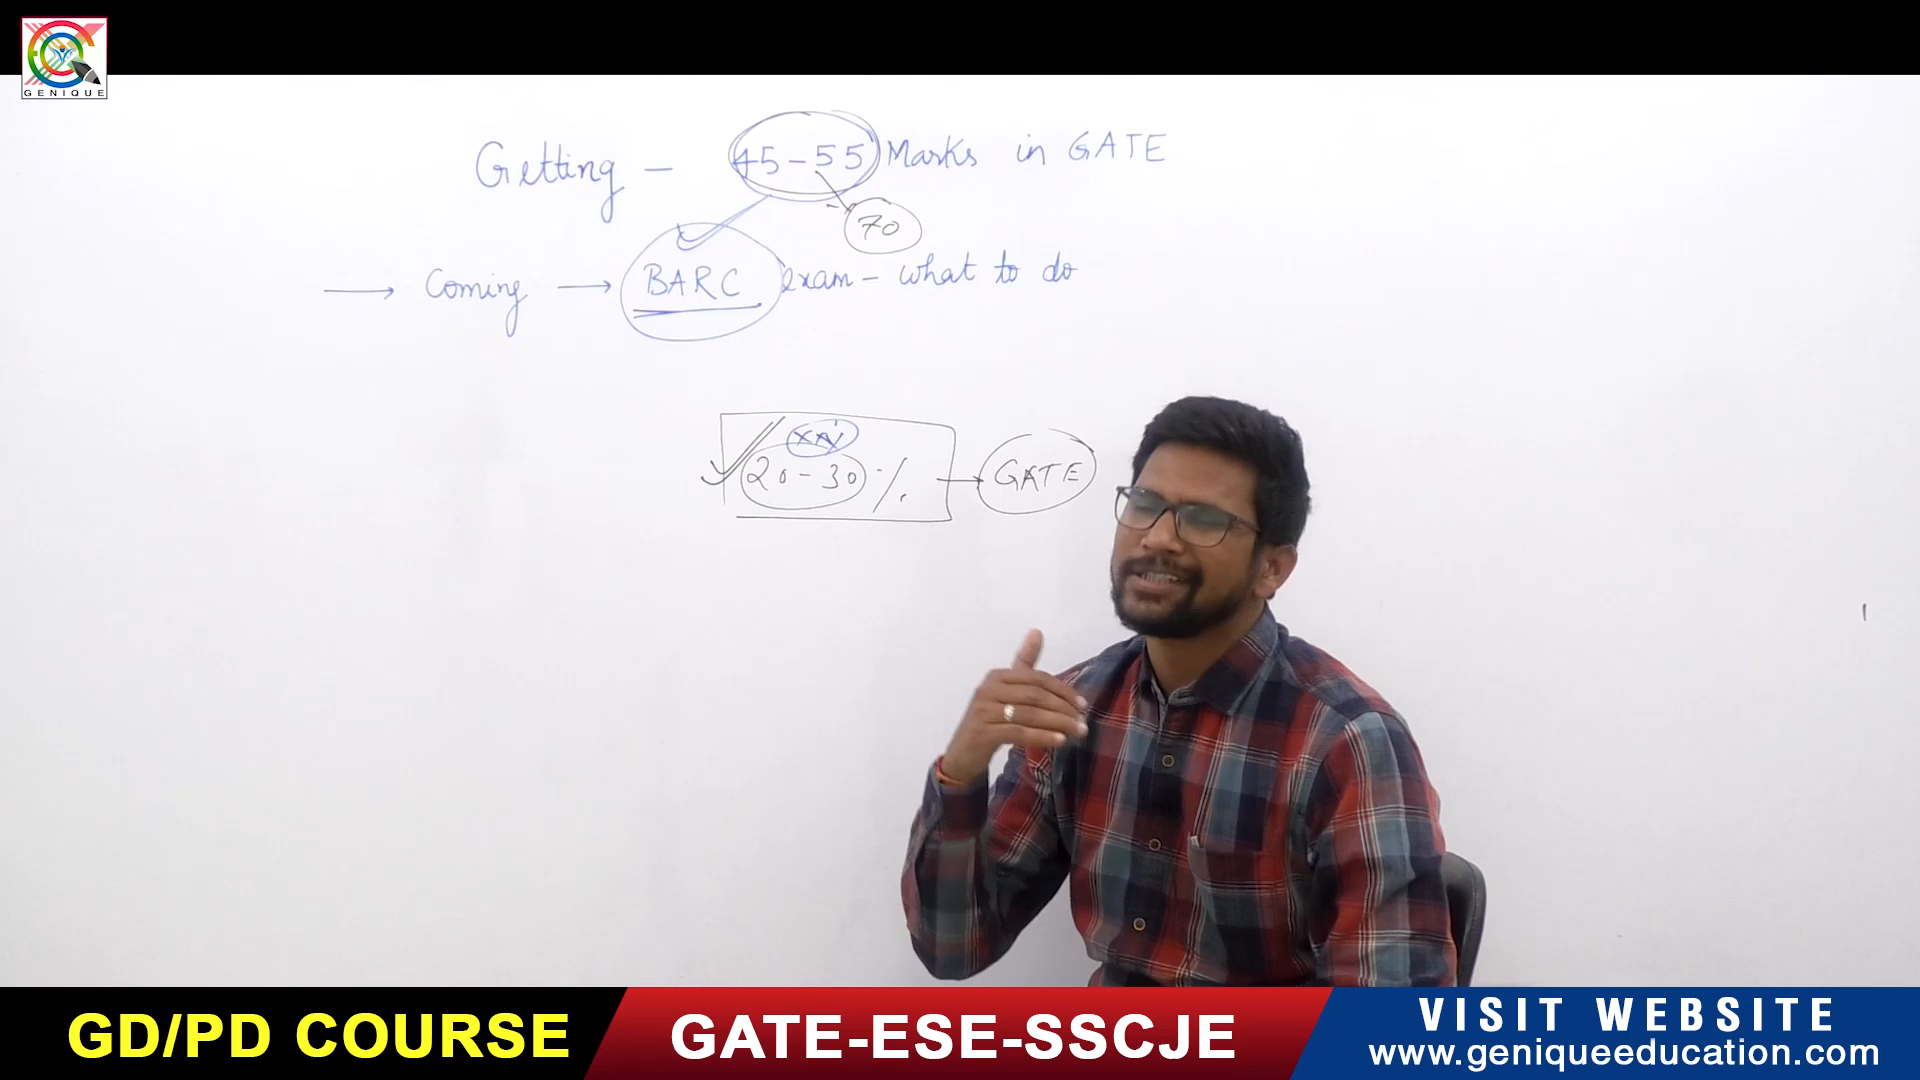 GENIQUE
Getting – 45-55 Marks in GATE
70
→ Coming → BARC exam – what to do
20-30% → GATE
GD/PD COURSE
GATE-ESE-SSCJE
VISIT WEBSITE
www.geniqueeducation.com